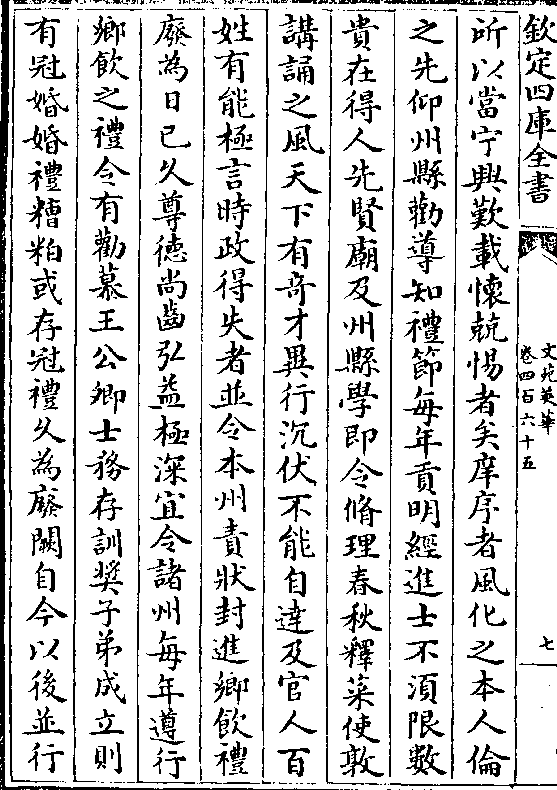 欽定四庫全書
文苑英華
卷四百六十五
七
所以當宁興歎載懷兢惕者矣庠序者風化之本人倫
之先仰州縣勸導知禮節每年貢明經進士不湏限數
貴在得人先賢廟及州縣學即令脩理春秋釋菜使敦
講誦之風天下有竒才異行沉伏不能自達及官人百
姓有能極言時政得失者並令本州責狀封進鄉飲禮
廢為日已久尊徳尚齒弘益極深宜令諸州每年遵行
鄉飲之禮令有勸慕王公卿士務存訓奬子弟成立則
有冠婚婚禮糟粕或存冠禮乆為廢闕自今以後並行